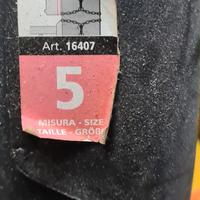 Art. 16407
5
MISURA - SIZE
TAILLE - GRÖßE